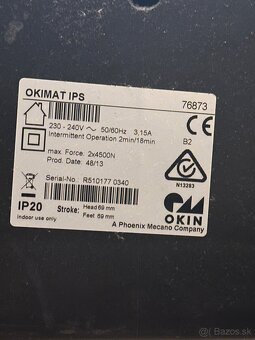 OKIMAT IPS 76873
230 - 240V ~ 50/60Hz 3,15A
Intermittent Operation 2min/18min
B2
max. Force: 2x4500N
Prod. Date: 48/13
N13283
Serial-No.: R510177 0340
IP20
Indoor use only
Stroke: Head 69 mm
Feet 69 mm
OKIN
A Phoenix Mecano Company
bazos.sk